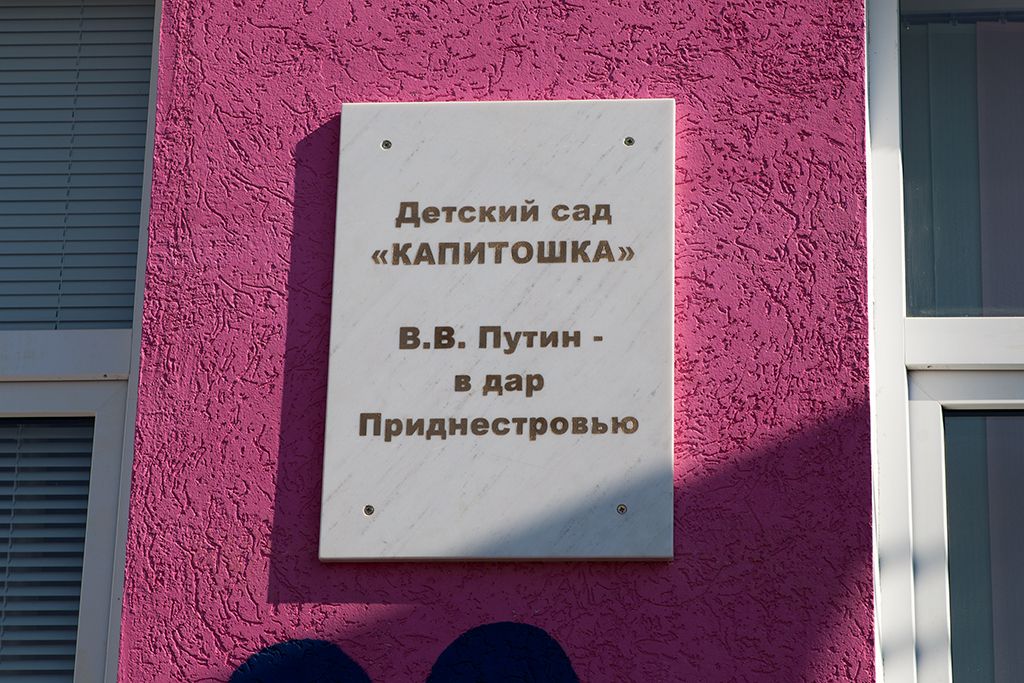 Детский сад
«КАПИТОШКА»
В.В. Путин -
в дар
Приднестровью